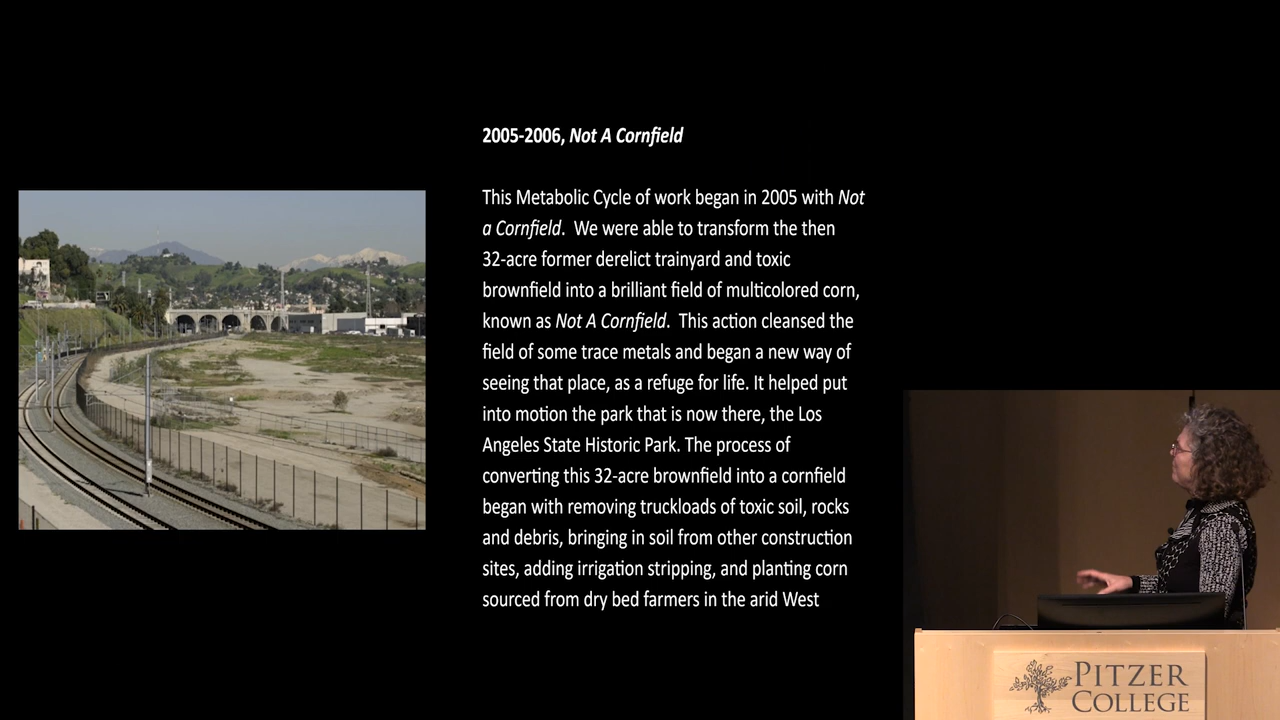 2005-2006, Not A Cornfield
This Metabolic Cycle of work began in 2005 with Not
a Cornfield.  We were able to transform the then
32-acre former derelict trainyard and toxic
brownfield into a brilliant field of multicolored corn,
known as Not A Cornfield.  This action cleansed the
field of some trace metals and began a new way of
seeing that place, as a refuge for life. It helped put
into motion the park that is now there, the Los
Angeles State Historic Park. The process of
converting this 32-acre brownfield into a cornfield
began with removing truckloads of toxic soil, rocks
and debris, bringing in soil from other construction
sites, adding irrigation stripping, and planting corn
sourced from dry bed farmers in the arid West
PITZER
COLLEGE